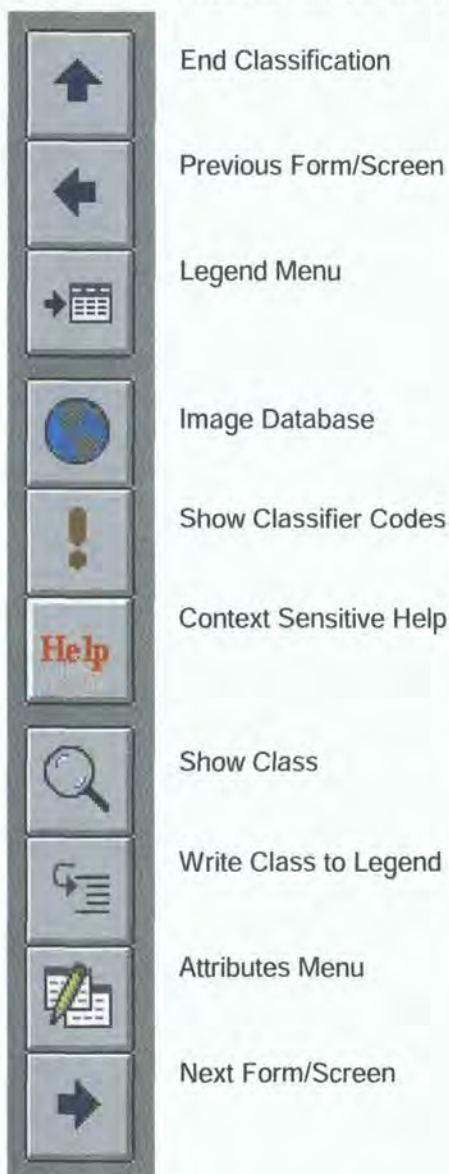 End Classification
Previous Form/Screen
Legend Menu
Image Database
Show Classifier Codes
Help
Context Sensitive Help
Show Class
Write Class to Legend
Attributes Menu
Next Form/Screen